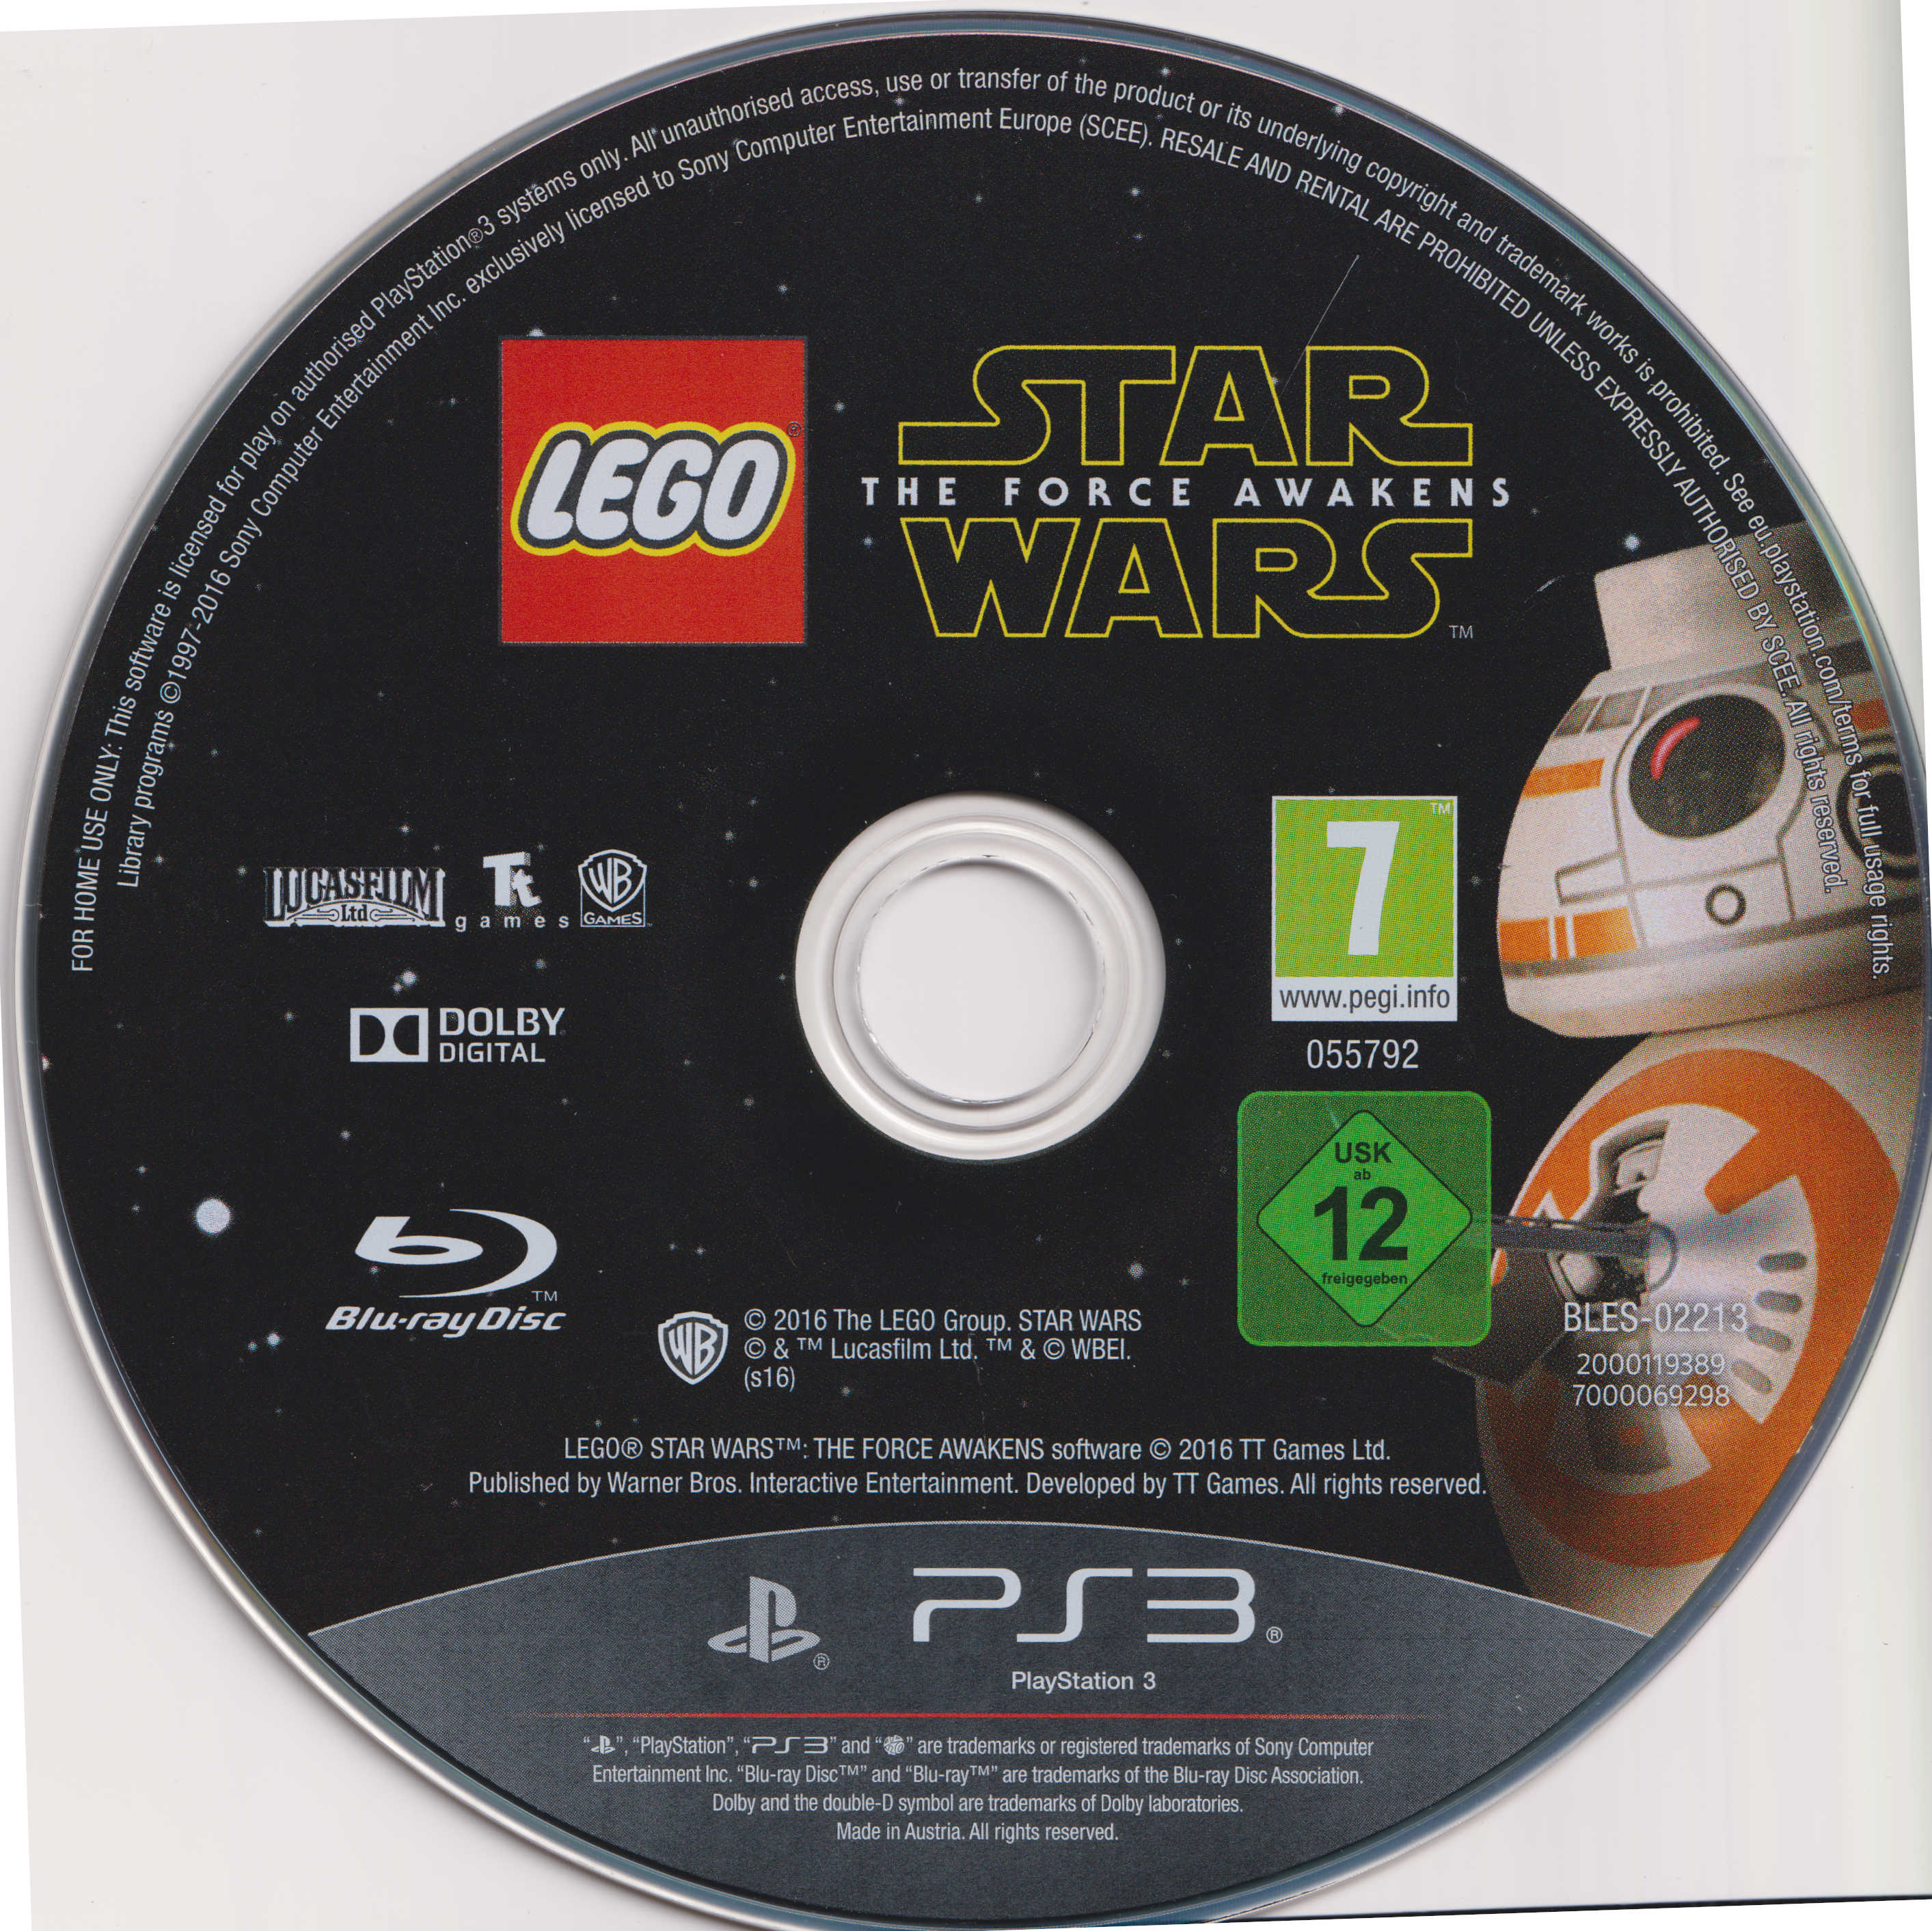 FOR HOME USE ONLY: This software is licensed for play on authorised PlayStation®3 systems only. All unauthorised access, use or transfer of the product or its underlying copyright and trademark works is prohibited. See eu.playstation.com/terms for full usage rights.
Library programs ©1997-2016 Sony Computer Entertainment Inc. exclusively licensed to Sony Computer Entertainment Europe (SCEE). RESALE AND RENTAL ARE PROHIBITED UNLESS EXPRESSLY AUTHORISED BY SCEE. All rights reserved.
LEGO®
STAR
THE FORCE AWAKENS
WARS™
LUCASFILM
Ltd
Tt
games
WB
GAMES
™
7
™
www.pegi.info
055792
DOLBY
DIGITAL
USK
ab
12
freigegeben
™
Blu-ray Disc
WB
© 2016 The LEGO Group. STAR WARS
© & ™ Lucasfilm Ltd. ™ & © WBEI.
(s16)
BLES-02213
2000119389
7000069298
LEGO® STAR WARS™: THE FORCE AWAKENS software © 2016 TT Games Ltd.
Published by Warner Bros. Interactive Entertainment. Developed by TT Games. All rights reserved.
® PS3®
PlayStation 3
“ ”, “PlayStation”, “PS3” and “ ” are trademarks or registered trademarks of Sony Computer
Entertainment Inc. “Blu-ray Disc™” and “Blu-ray™” are trademarks of the Blu-ray Disc Association.
Dolby and the double-D symbol are trademarks of Dolby laboratories.
Made in Austria. All rights reserved.